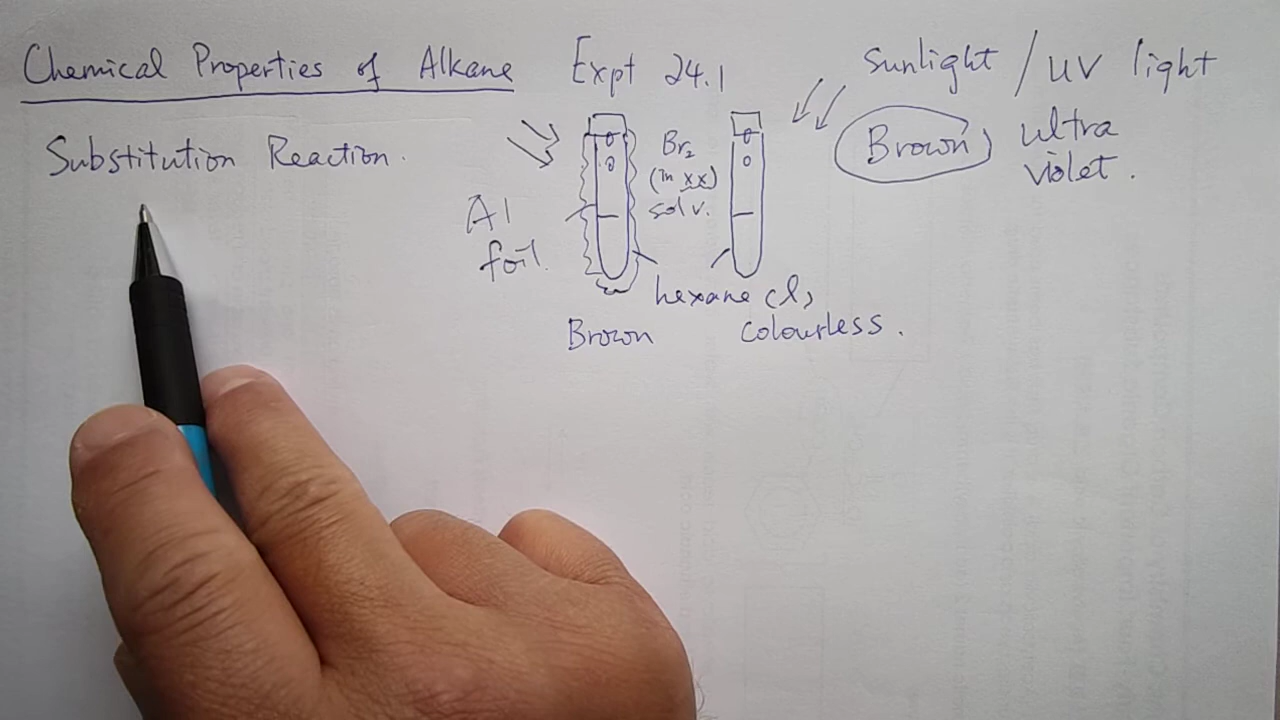 Chemical Properties of Alkane Expt 24.1 Sunlight / UV light
Brown ultra
violet.
Substitution Reaction.
Br₂
(in xx)
solv.
Al
foil.
hexane (l)
Brown colourless.